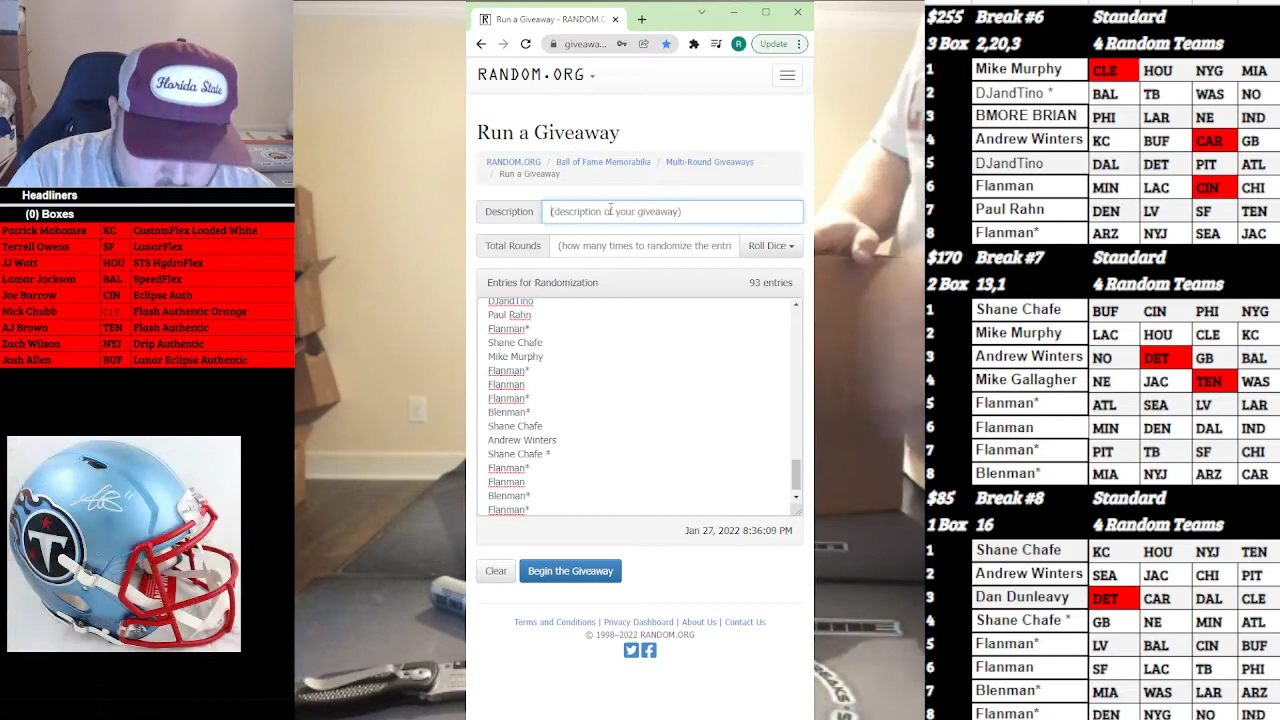 Florida State
Headliners
(0) Boxes
Patrick Mahomes KC CustomFlex Loaded White
Terrell Owens SF LunarFlex
JJ Watt HOU STS HydroFlex
Lamar Jackson BAL SpeedFlex
Joe Burrow CIN Eclipse Auth
Nick Chubb CLE Flash Authentic Orange
AJ Brown TEN Flash Authentic
Zach Wilson NYJ Drip Authentic
Josh Allen BUF Lunar Eclipse Authentic
Run a Giveaway - RANDOM.C
giveawa
R
Update
RANDOM.ORG
Run a Giveaway
RANDOM.ORG / Ball of Fame Memorabilia / Multi-Round Giveaways
/ Run a Giveaway
Description (description of your giveaway)
Total Rounds (how many times to randomize the entri Roll Dice
Entries for Randomization 93 entries
DJandTino
Paul Rahn
Flanman*
Shane Chafe
Mike Murphy
Flanman*
Flanman
Flanman*
Blenman*
Shane Chafe
Andrew Winters
Shane Chafe *
Flanman*
Flanman
Blenman*
Flanman*
Jan 27, 2022 8:36:09 PM
Clear Begin the Giveaway
Terms and Conditions | Privacy Dashboard | About Us | Contact Us
© 1998–2022 RANDOM.ORG
$255 Break #6 Standard
3 Box 2,20,3 4 Random Teams
1 Mike Murphy CLE HOU NYG MIA
2 DJandTino * BAL TB WAS NO
3 BMORE BRIAN PHI LAR NE IND
4 Andrew Winters KC BUF CAR GB
5 DJandTino DAL DET PIT ATL
6 Flanman MIN LAC CIN CHI
7 Paul Rahn DEN LV SF TEN
8 Flanman* ARZ NYJ SEA JAC
$170 Break #7 Standard
2 Box 13,1 4 Random Teams
1 Shane Chafe BUF CIN PHI NYG
2 Mike Murphy LAC HOU CLE KC
3 Andrew Winters NO DET GB BAL
4 Mike Gallagher NE JAC TEN WAS
5 Flanman* ATL SEA LV LAR
6 Flanman MIN DEN DAL IND
7 Flanman* PIT TB SF CHI
8 Blenman* MIA NYJ ARZ CAR
$85 Break #8 Standard
1 Box 16 4 Random Teams
1 Shane Chafe KC HOU NYJ TEN
2 Andrew Winters SEA JAC CHI PIT
3 Dan Dunleavy DET CAR DAL CLE
4 Shane Chafe * GB NE MIN ATL
5 Flanman* LV BAL CIN BUF
6 Flanman SF LAC TB PHI
7 Blenman* MIA WAS LAR ARZ
8 Flanman* DEN NYG NO IND